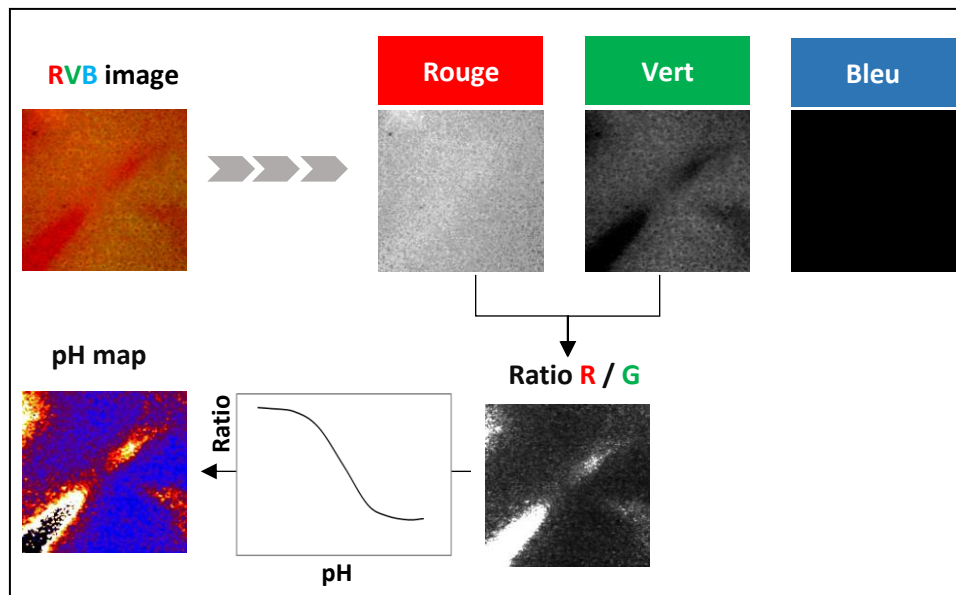 RVB image
Rouge
Vert
Bleu
Ratio R / G
pH map
Ratio
pH